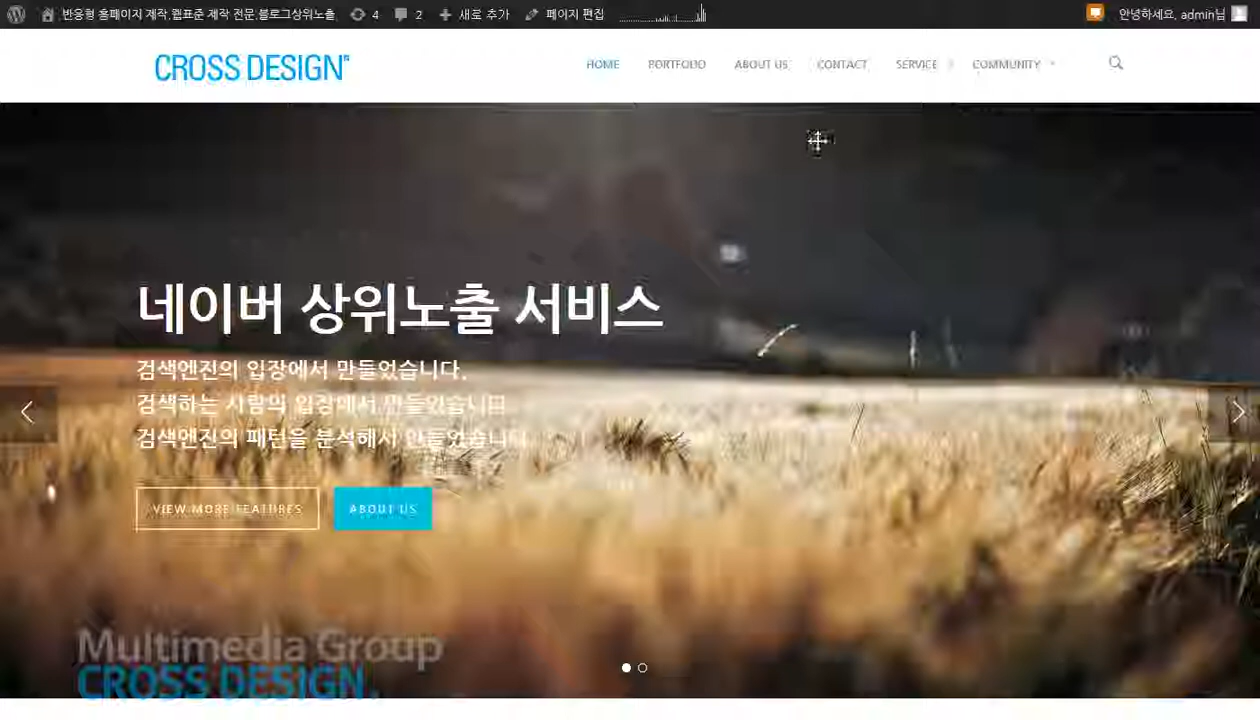 반응형 홈페이지 제작,웹표준 제작 전문,블로그상위노출 4 2 새로 추가 페이지 편집 안녕하세요, admin님
CROSS DESIGN
HOME PORTFOLIO ABOUT US CONTACT SERVICE COMMUNITY
네이버 상위노출 서비스
검색엔진의 입장에서 만들었습니다.
검색하는 사람의 입장에서 만들었습니다
검색엔진의 패턴을 분석해서 만들었습니다
VIEW MORE FEATURES ABOUT US
Multimedia Group
CROSS DESIGN.